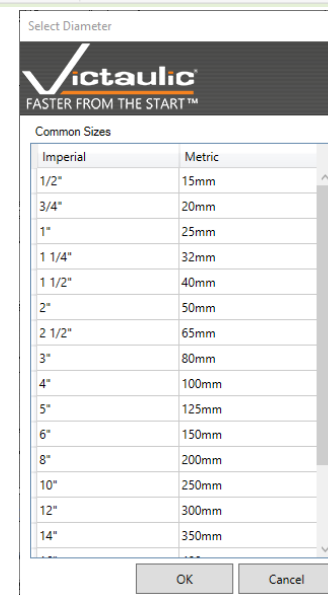 Select Diameter
Victaulic
FASTER FROM THE START™
Common Sizes
Imperial Metric
1/2" 15mm
3/4" 20mm
1" 25mm
1 1/4" 32mm
1 1/2" 40mm
2" 50mm
2 1/2" 65mm
3" 80mm
4" 100mm
5" 125mm
6" 150mm
8" 200mm
10" 250mm
12" 300mm
14" 350mm
OK Cancel